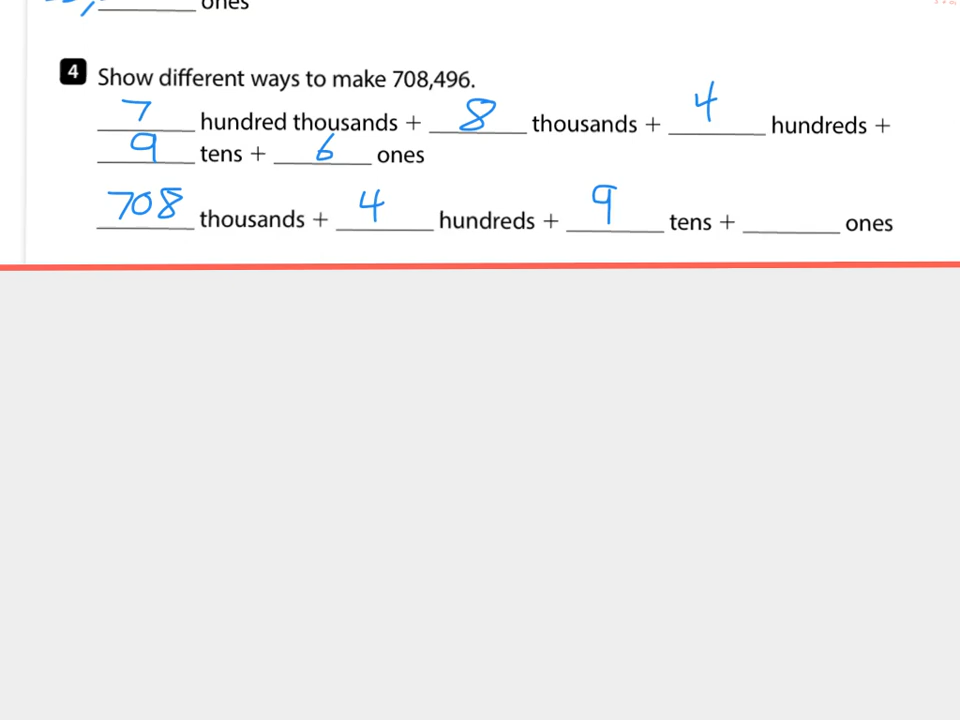 ones
4 Show different ways to make 708,496.
7 hundred thousands + 8 thousands + 4 hundreds +
9 tens + 6 ones
708 thousands + 4 hundreds + 9 tens + ______ ones